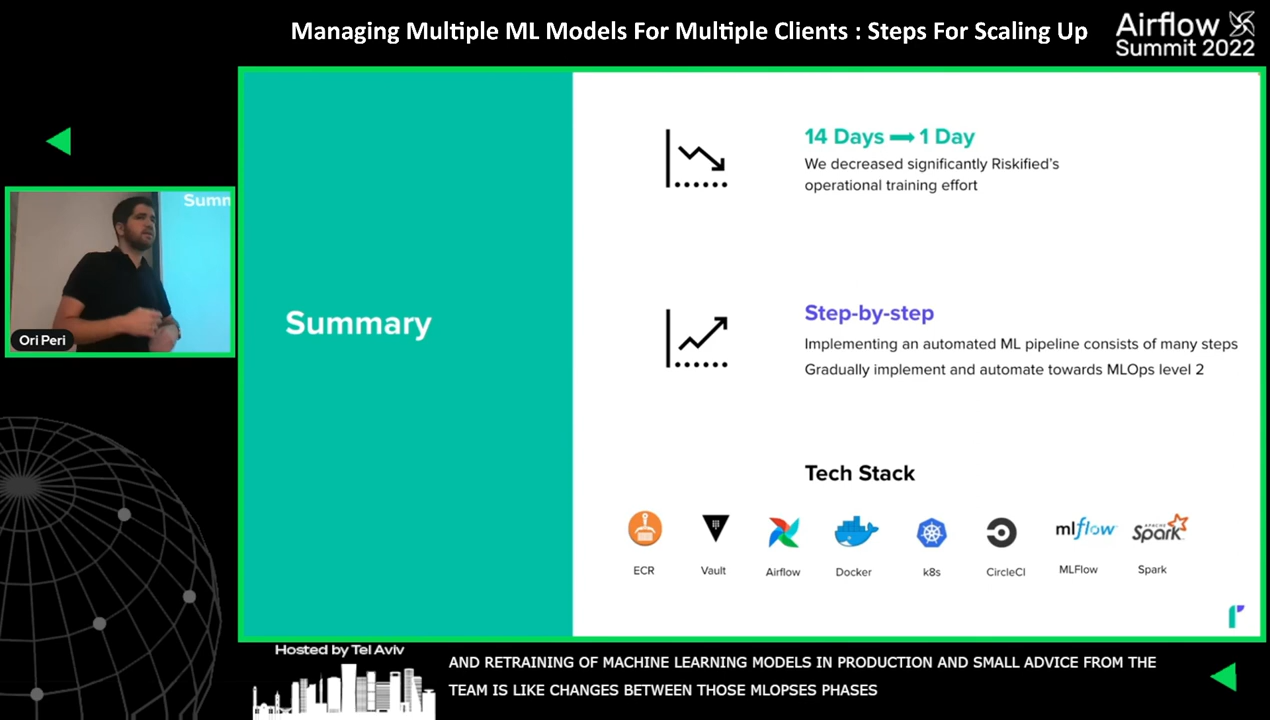 Managing Multiple ML Models For Multiple Clients : Steps For Scaling Up
Airflow
Summit 2022
Summ
Ori Peri
Summary
14 Days → 1 Day
We decreased significantly Riskified's
operational training effort
Step-by-step
Implementing an automated ML pipeline consists of many steps
Gradually implement and automate towards MLOps level 2
Tech Stack
mlflow
APACHE
Spark
ECR
Vault
Airflow
Docker
k8s
CircleCI
MLFlow
Spark
Hosted by Tel Aviv
AND RETRAINING OF MACHINE LEARNING MODELS IN PRODUCTION AND SMALL ADVICE FROM THE
TEAM IS LIKE CHANGES BETWEEN THOSE MLOPSES PHASES